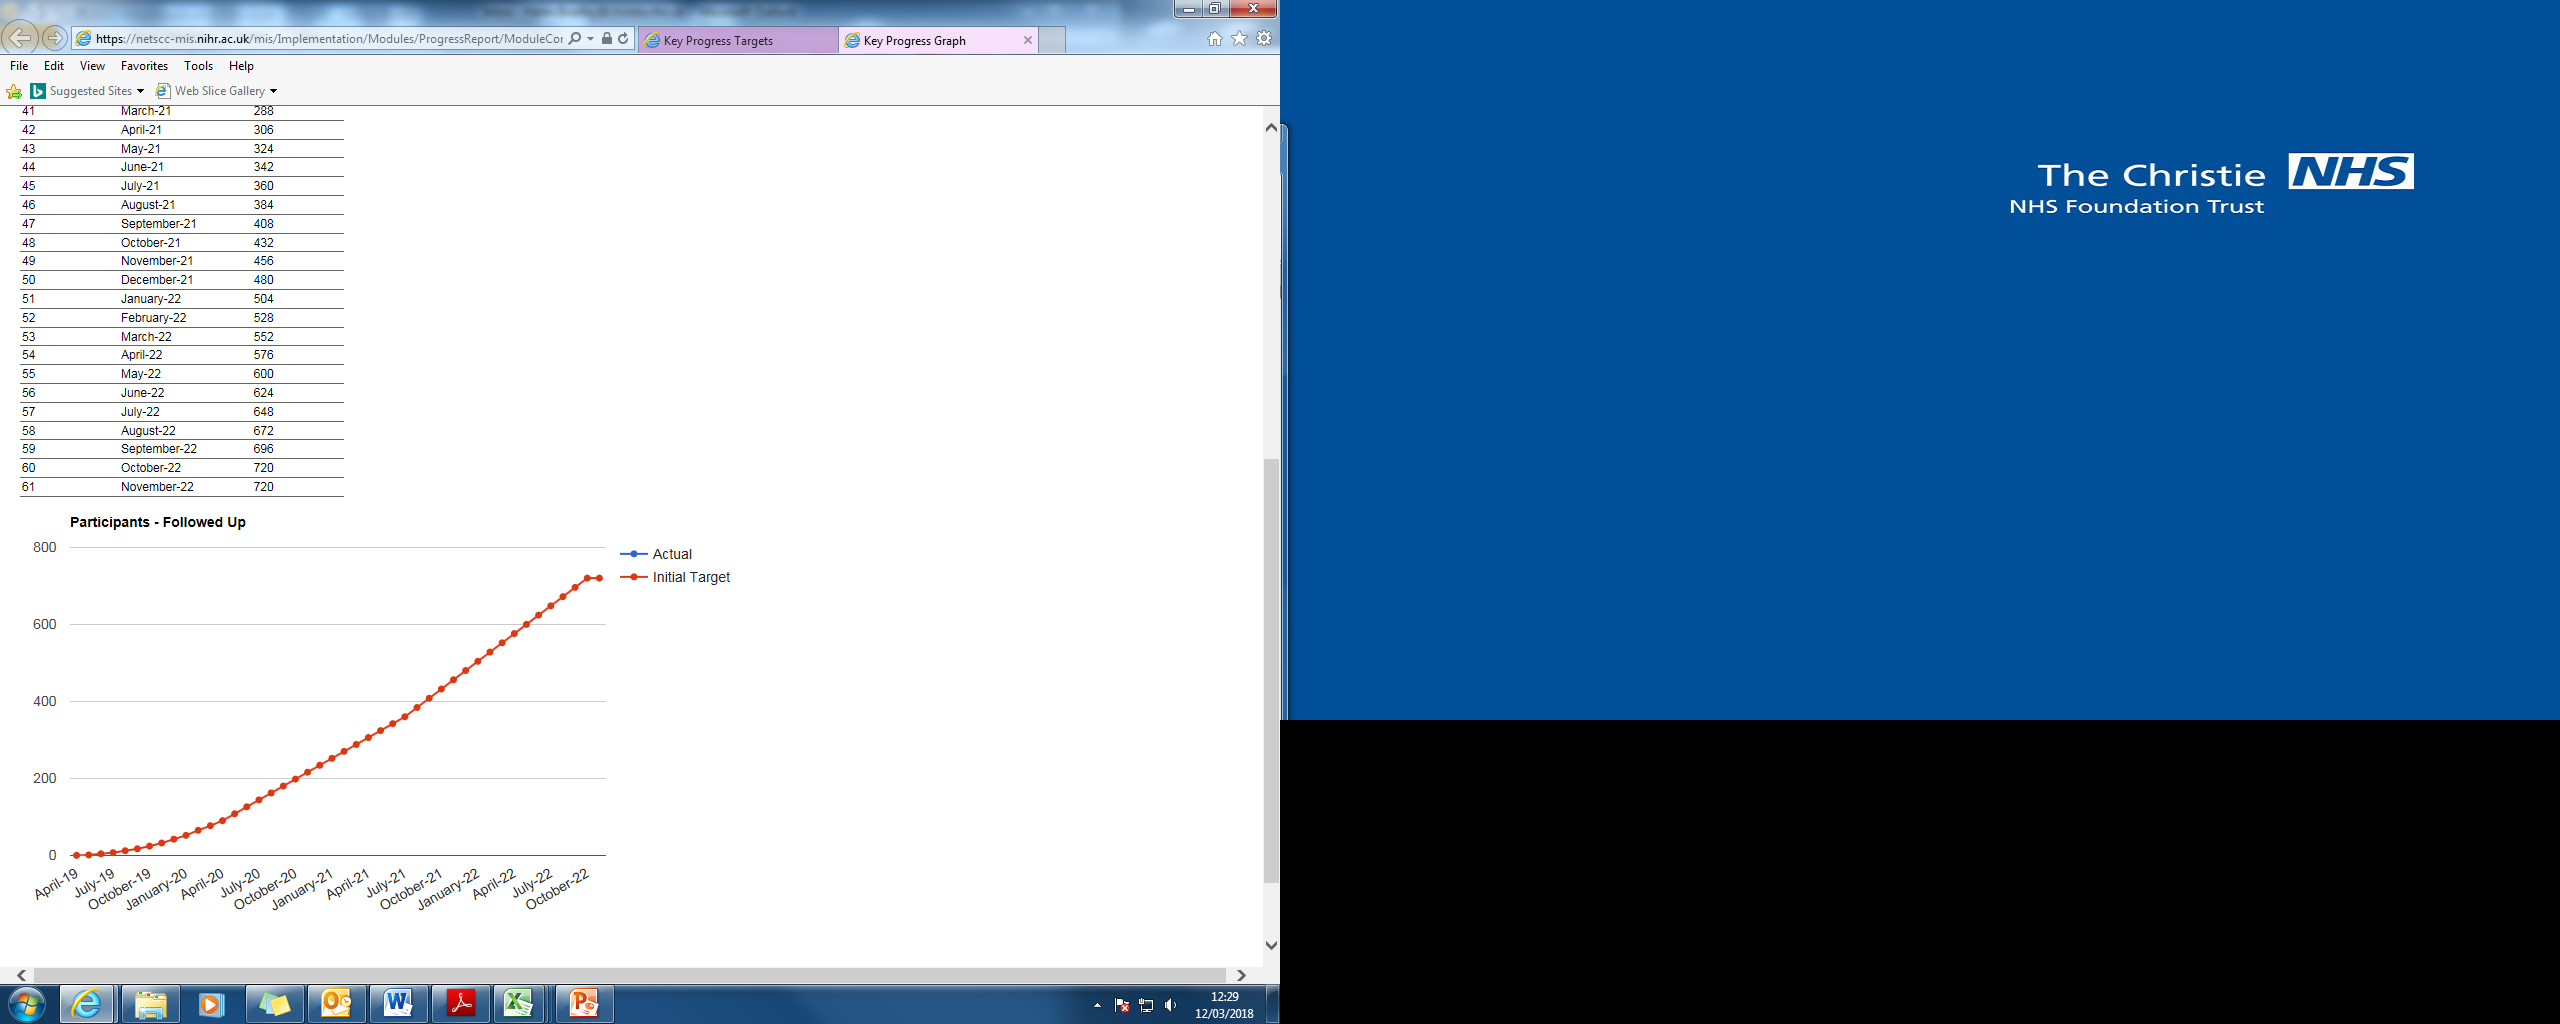 https://netscc-mis.nihr.ac.uk/mis/Implementation/Modules/ProgressReport/ModuleCor
Key Progress Targets
Key Progress Graph
File Edit View Favorites Tools Help
Suggested Sites Web Slice Gallery
41 March-21 288
42 April-21 306
43 May-21 324
44 June-21 342
45 July-21 360
46 August-21 384
47 September-21 408
48 October-21 432
49 November-21 456
50 December-21 480
51 January-22 504
52 February-22 528
53 March-22 552
54 April-22 576
55 May-22 600
56 June-22 624
57 July-22 648
58 August-22 672
59 September-22 696
60 October-22 720
61 November-22 720
Participants - Followed Up
800
600
400
200
0
Actual
Initial Target
April-19
July-19
October-19
January-20
April-20
July-20
October-20
January-21
April-21
July-21
October-21
January-22
April-22
July-22
October-22
12:29
12/03/2018
The Christie NHS
NHS Foundation Trust